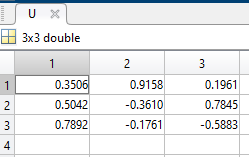 U
3x3 double
1 2 3
1 0.3506 0.9158 0.1961
2 0.5042 -0.3610 0.7845
3 0.7892 -0.1761 -0.5883
4